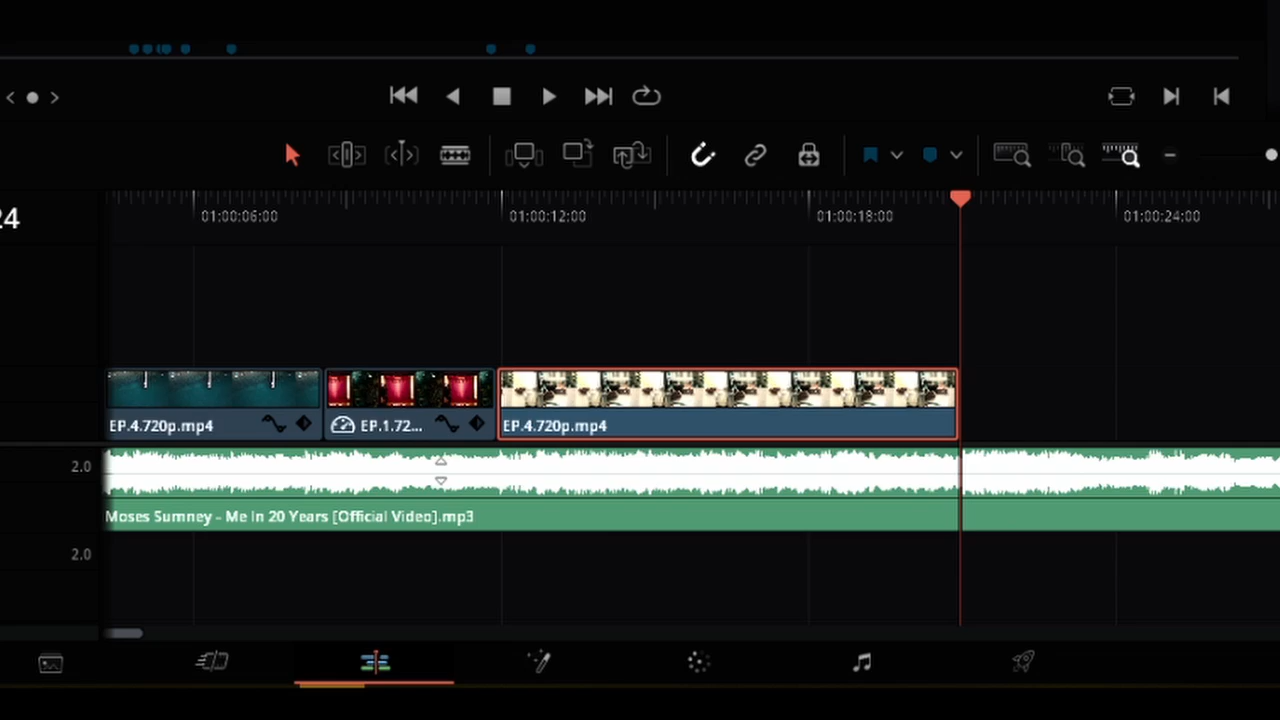 24
01:00:06:00
01:00:12:00
01:00:18:00
01:00:24:00
EP.4.720p.mp4
EP.1.72...
EP.4.720p.mp4
2.0
Moses Sumney - Me In 20 Years [Official Video].mp3
2.0